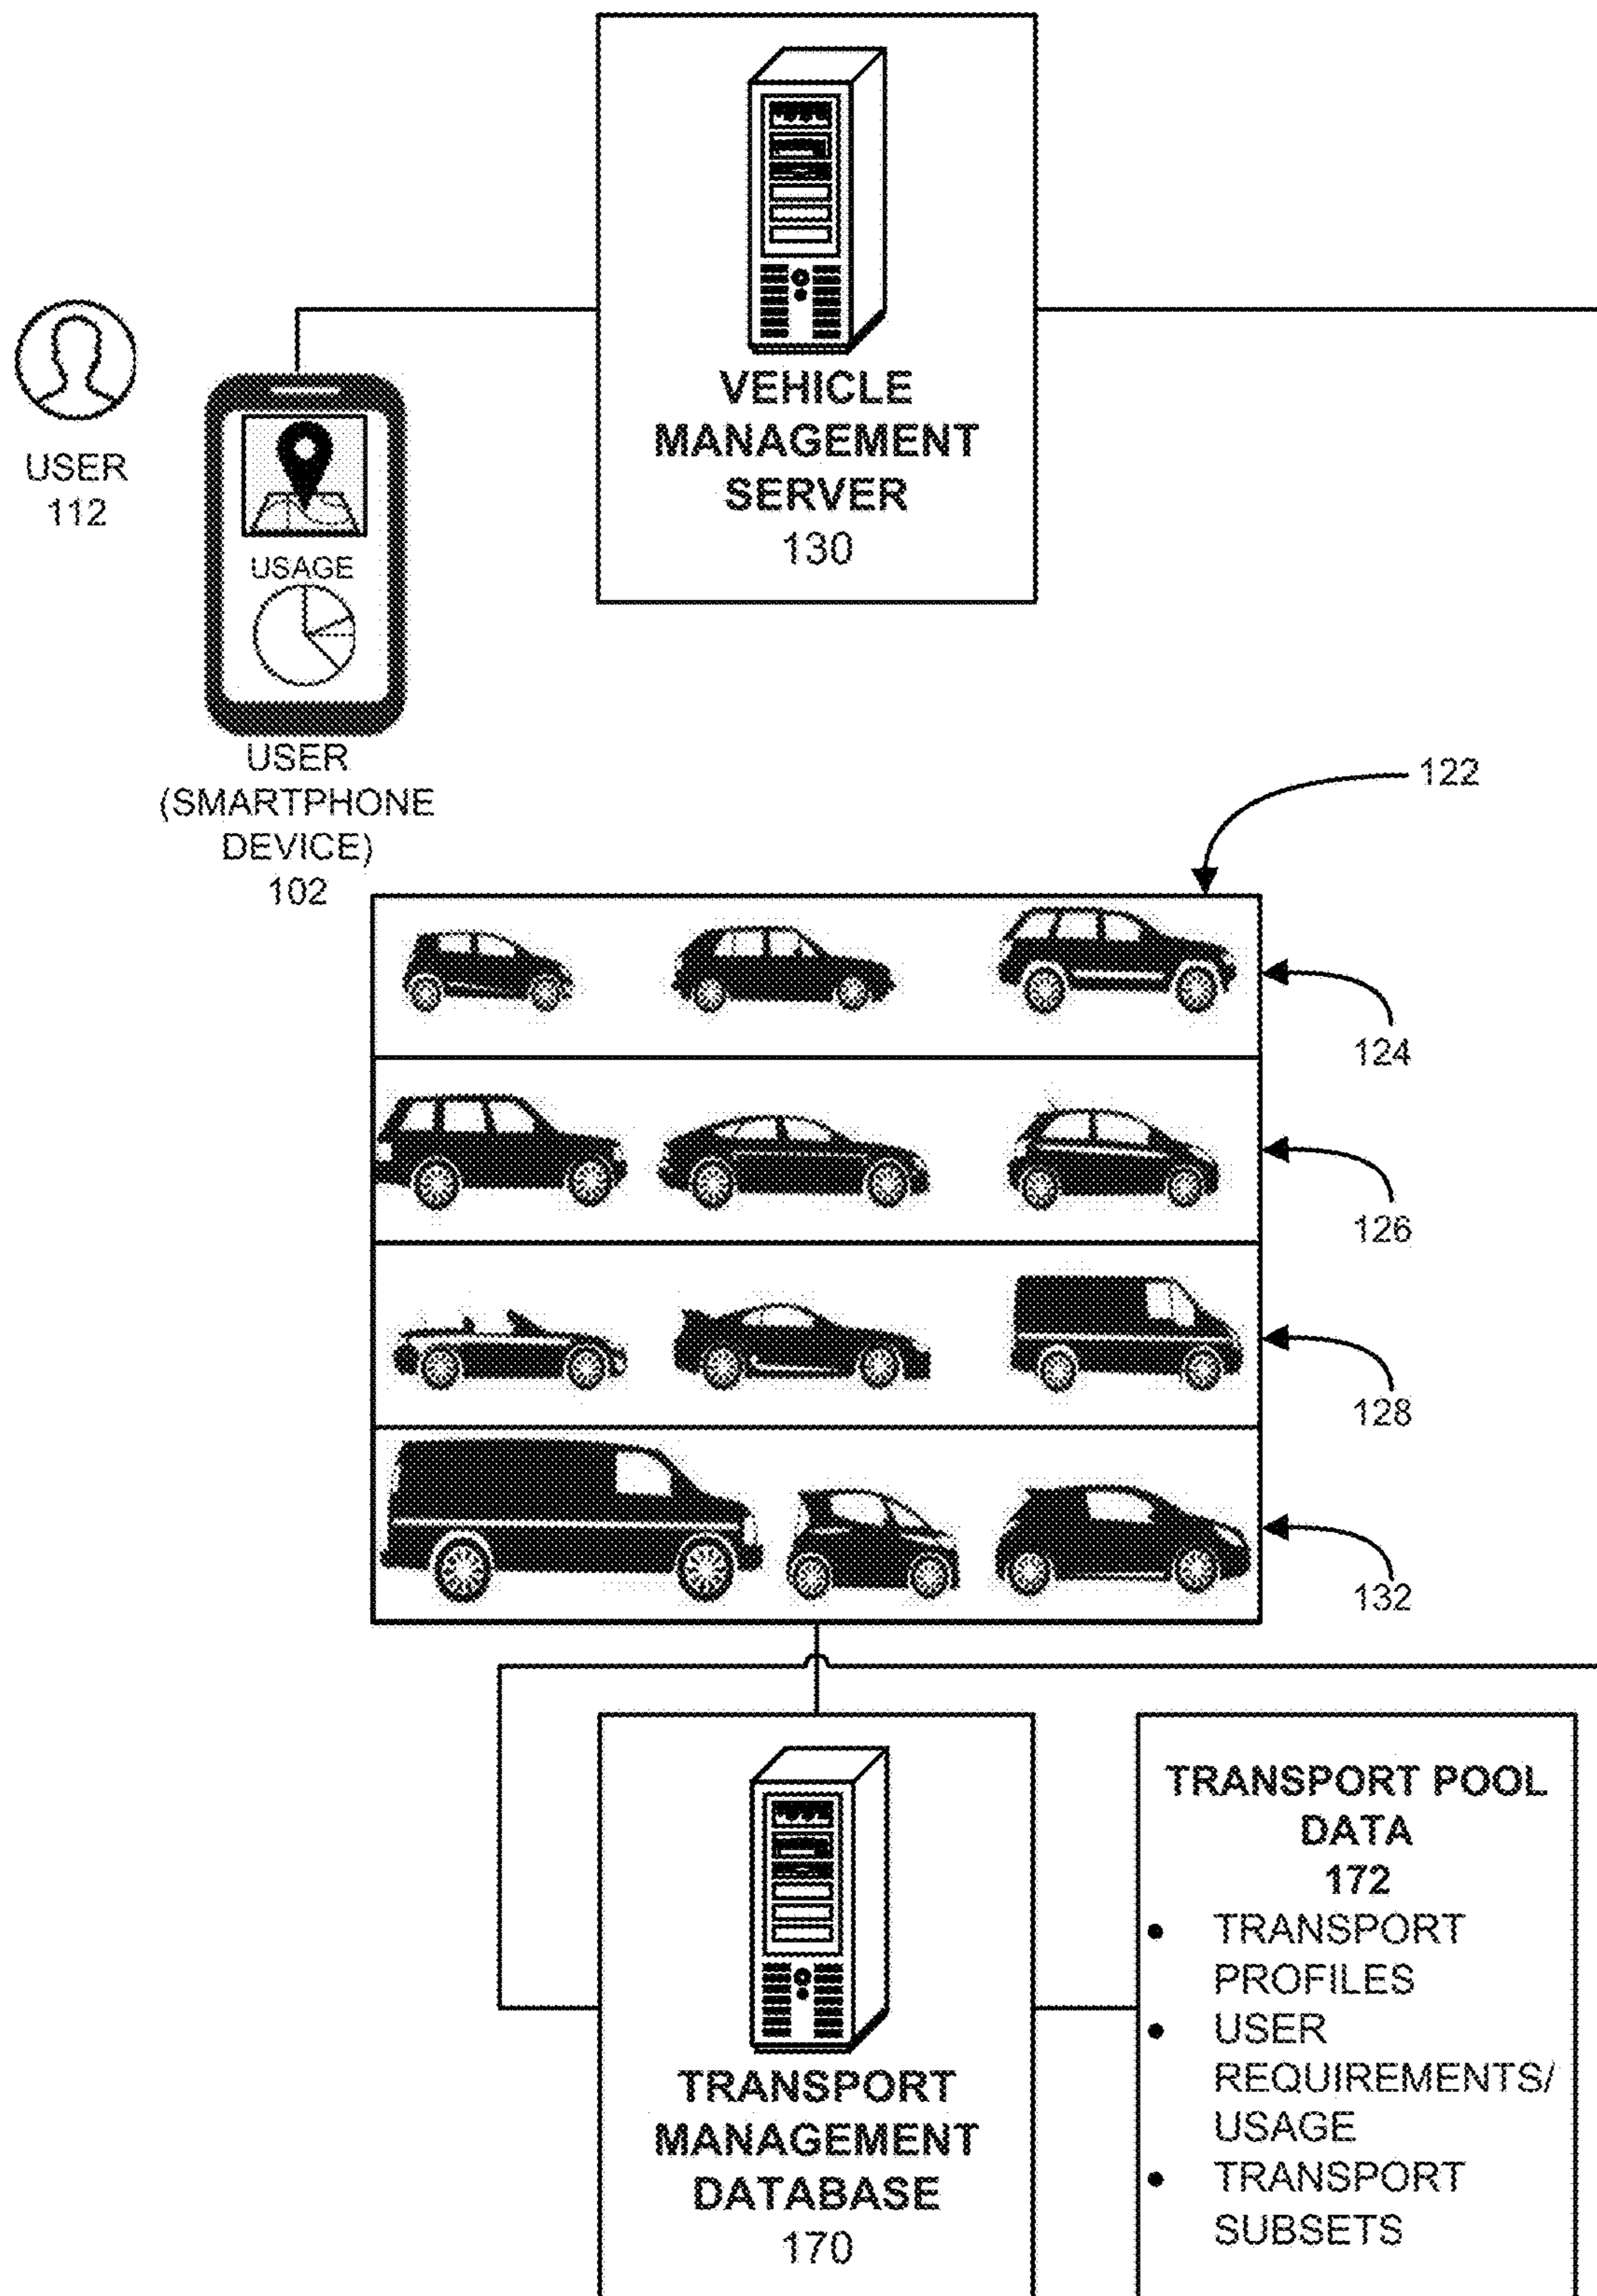 VEHICLE
MANAGEMENT
SERVER
130
USER
112
USAGE
USER
(SMARTPHONE
DEVICE)
102
122
124
126
128
132
TRANSPORT
MANAGEMENT
DATABASE
170
TRANSPORT POOL
DATA
172
• TRANSPORT
PROFILES
• USER
REQUIREMENTS/
USAGE
• TRANSPORT
SUBSETS